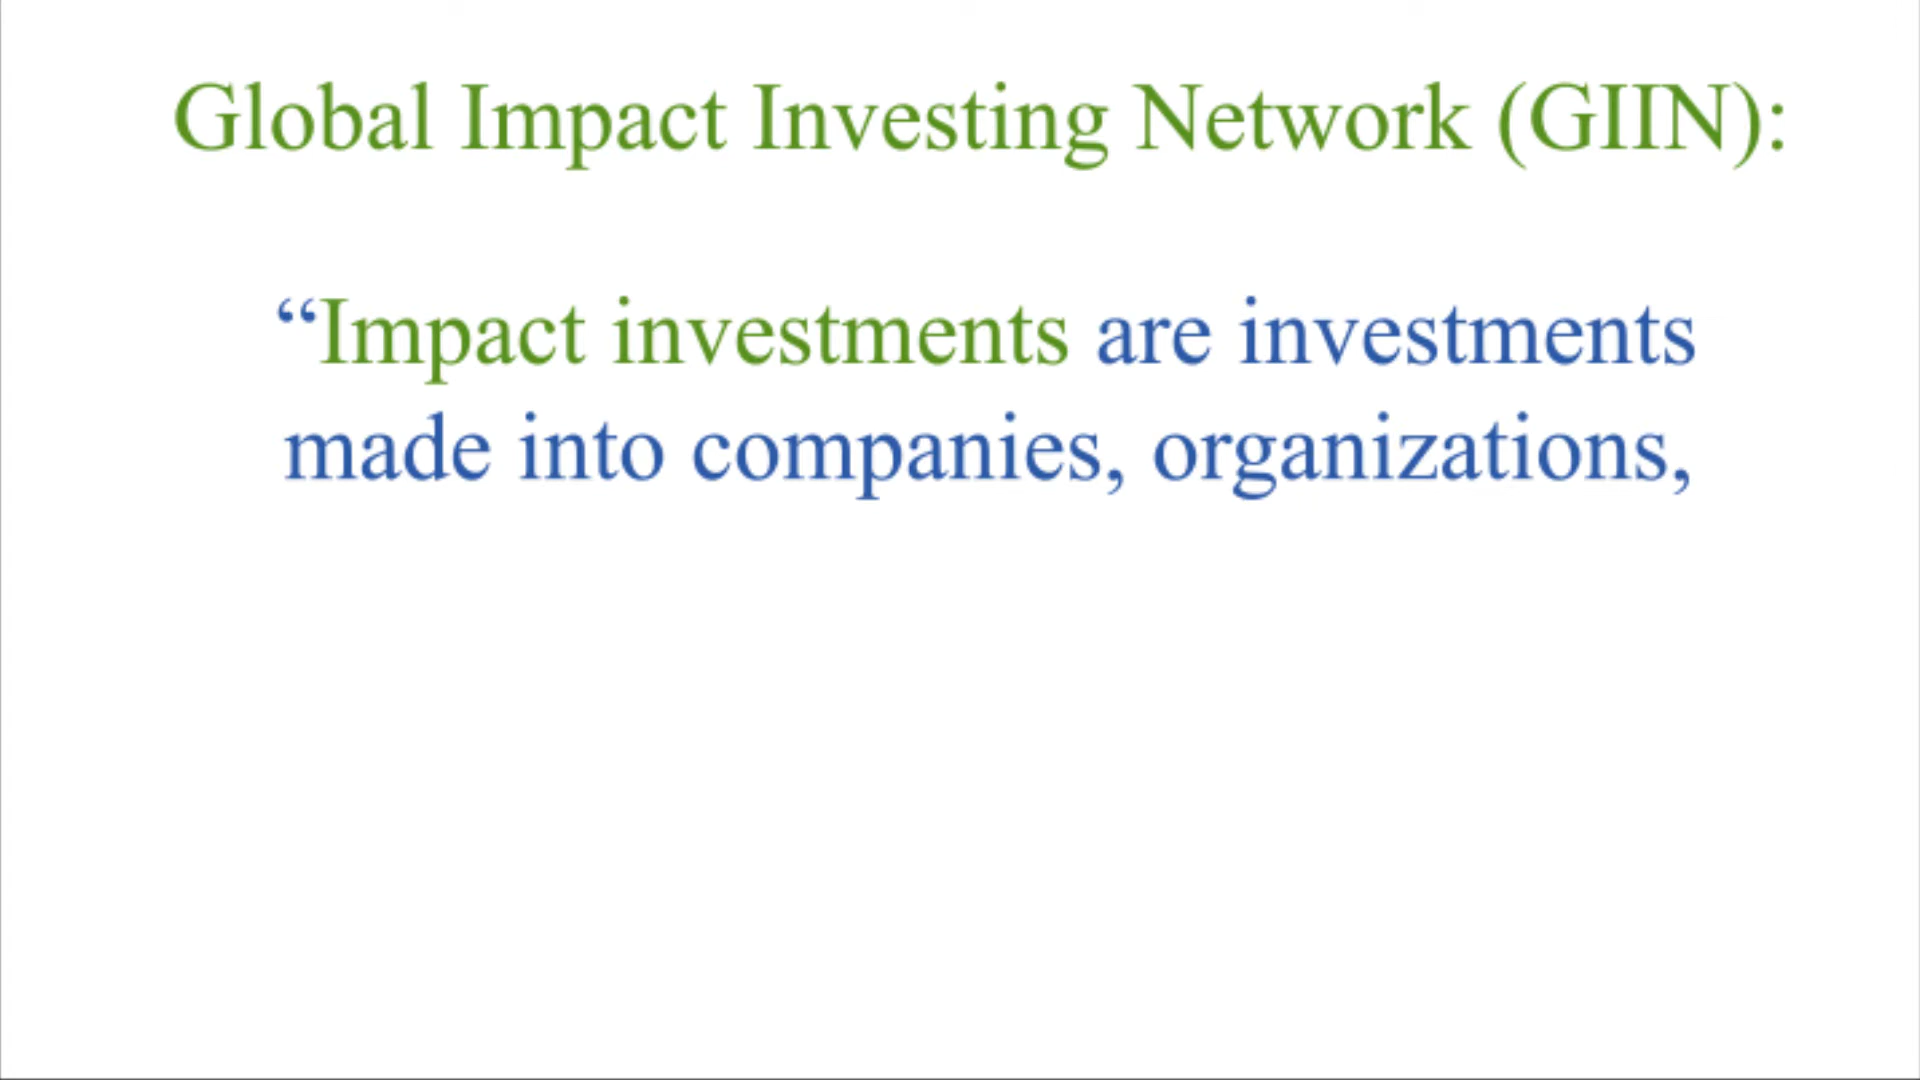 Global Impact Investing Network (GIIN):
“Impact investments are investments
made into companies, organizations,